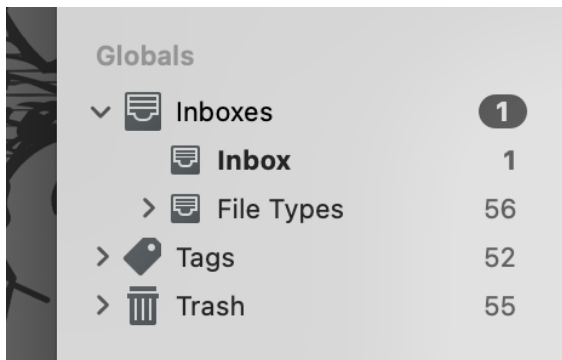 Globals
Inboxes 1
Inbox 1
File Types 56
Tags 52
Trash 55